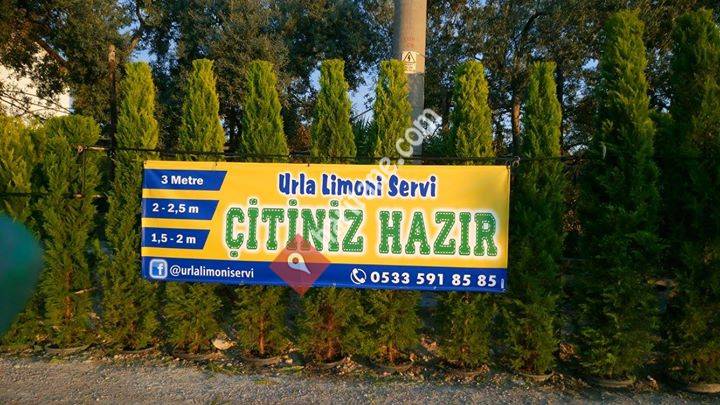 Urla Limoni Servi
ÇİTİNİZ HAZIR
3 Metre
2 - 2,5 m
1,5 - 2 m
@urlalimoniservi
0533 591 85 85